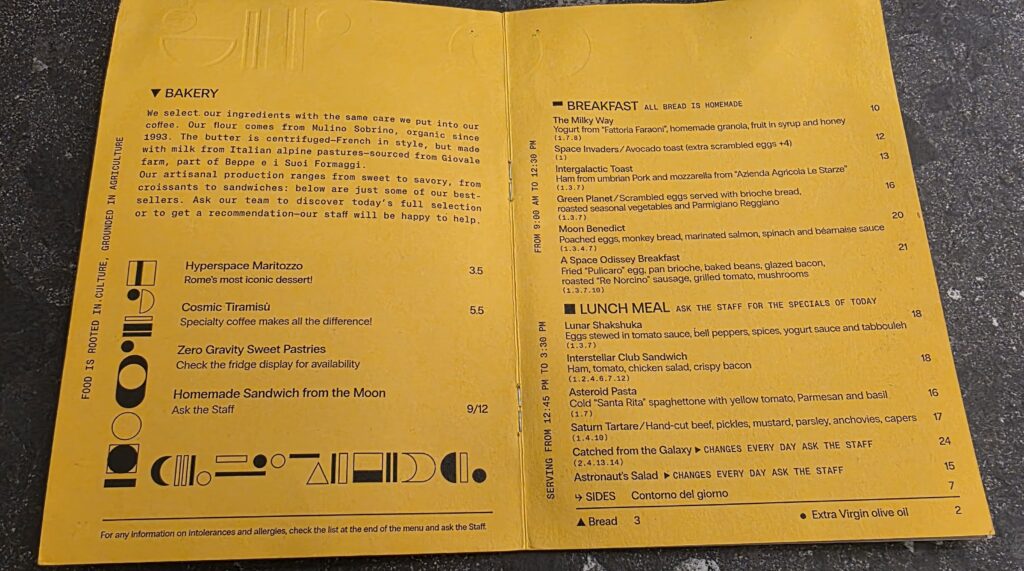 ▼ BAKERY
We select our ingredients with the same care we put into our
coffee. Our flour comes from Mulino Sobrino, organic since
1993. The butter is centrifuged—French in style, but made
with milk from Italian alpine pastures—sourced from Giovale
farm, part of Beppe e i Suoi Formaggi.
Our artisanal production ranges from sweet to savory, from
croissants to sandwiches: below are just some of our best-
sellers. Ask our team to discover today's full selection
or to get a recommendation—our staff will be happy to help.
FOOD IS ROOTED IN CULTURE, GROUNDED IN AGRICULTURE
Hyperspace Maritozzo 3.5
Rome's most iconic dessert!
Cosmic Tiramisù 5.5
Specialty coffee makes all the difference!
Zero Gravity Sweet Pastries
Check the fridge display for availability
Homemade Sandwich from the Moon
Ask the Staff 9/12
For any information on intolerances and allergies, check the list at the end of the menu and ask the Staff.
BREAKFAST ALL BREAD IS HOMEMADE
FROM 9:00 AM TO 12:30 PM
The Milky Way 10
Yogurt from "Fattoria Faraoni", homemade granola, fruit in syrup and honey
(1.7.8)
Space Invaders/Avocado toast (extra scrambled eggs +4) 12
(1)
Intergalactic Toast 13
Ham from umbrian Pork and mozzarella from "Azienda Agricola Le Starze"
(1.3.7)
Green Planet/Scrambled eggs served with brioche bread, 16
roasted seasonal vegetables and Parmigiano Reggiano
(1.3.7)
Moon Benedict 20
Poached eggs, monkey bread, marinated salmon, spinach and béarnaise sauce
(1.3.4.7)
A Space Odissey Breakfast 21
Fried "Pulicaro" egg, pan brioche, baked beans, glazed bacon,
roasted "Re Norcino" sausage, grilled tomato, mushrooms
(1.3.7.10)
LUNCH MEAL ASK THE STAFF FOR THE SPECIALS OF TODAY
SERVING FROM 12:45 PM TO 3:30 PM
Lunar Shakshuka 18
Eggs stewed in tomato sauce, bell peppers, spices, yogurt sauce and tabbouleh
(1.3.7)
Interstellar Club Sandwich 18
Ham, tomato, chicken salad, crispy bacon
(1.2.4.6.7.12)
Asteroid Pasta 16
Cold "Santa Rita" spaghettone with yellow tomato, Parmesan and basil
(1.7)
Saturn Tartare/Hand-cut beef, pickles, mustard, parsley, anchovies, capers 17
(1.4.10)
Catched from the Galaxy ▶ CHANGES EVERY DAY ASK THE STAFF 24
(2.4.13.14)
Astronaut's Salad ▶ CHANGES EVERY DAY ASK THE STAFF 15
↳ SIDES Contorno del giorno 7
▲ Bread 3 ● Extra Virgin olive oil 2